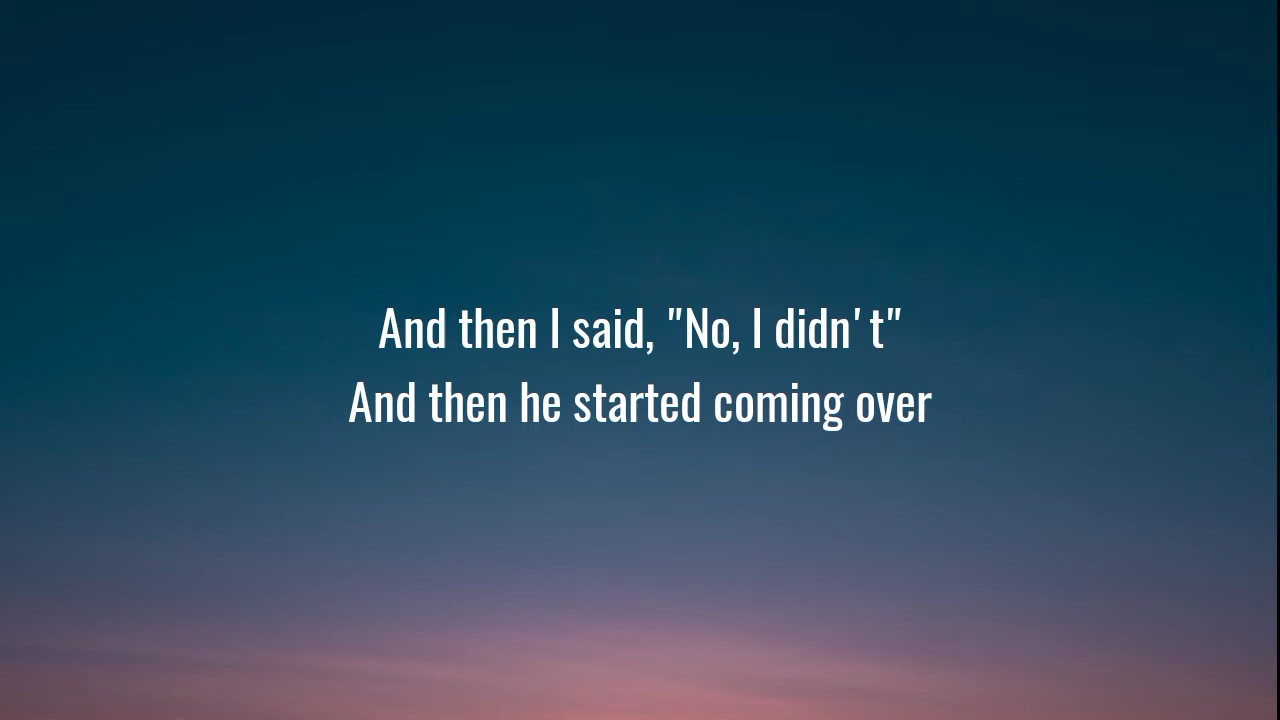 And then I said, "No, I didn't"
And then he started coming over